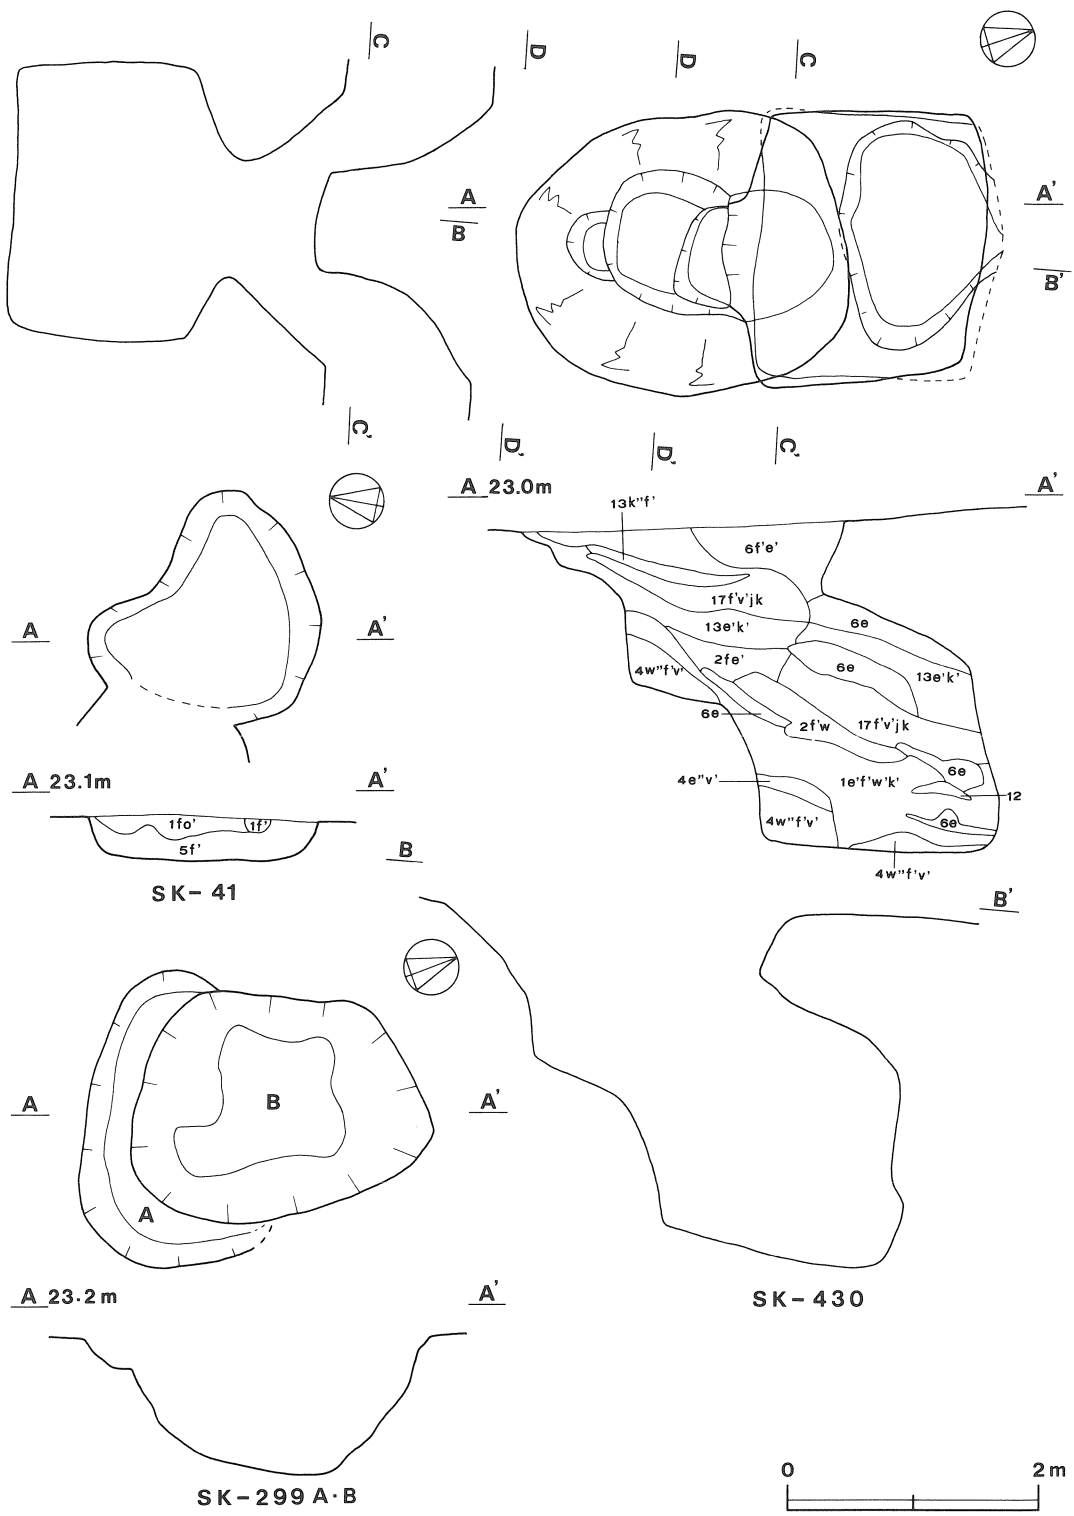 C
D
D
C
A
B
A'
B'
C'
D'
D'
C'
A 23.0m
A'
13k"f'
6f'e'
17f'v'jk
13e'k'
6e
2fe'
6e
13e'k'
4w"f'v'
6e
2f'w
17f'v'jk
4e"v'
1e'f'w'k'
6e
12
4w"f'v'
6e
4w"f'v'
A
A'
A 23.1m
A'
1fo'
1f'
5f'
SK-41
B
B'
SK-430
A
A'
B
A
A 23.2m
A'
SK-299 A·B
0
2m